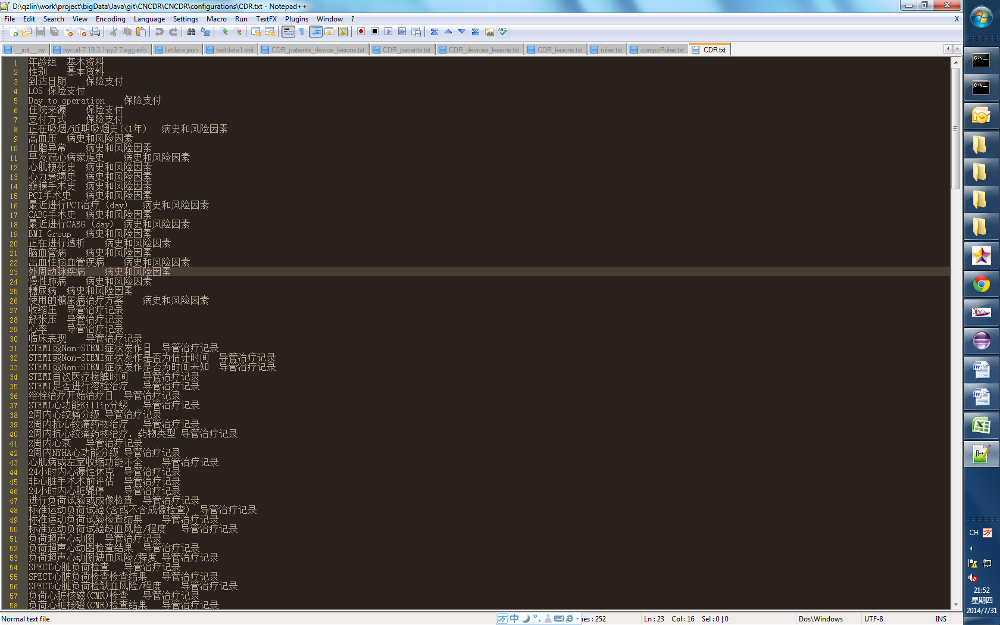 D:\qzlin\work\project\bigData\Java\git\CNCDR\CNCDR\configurations\CDR.txt - Notepad++
File Edit Search View Encoding Language Settings Macro Run TextFX Plugins Window ? X
__init__.py pycurl-7.19.3.1-py2.7.egg-info listdata.json testdata1.xml CDR_patients_device_lesions.txt CDR_patients.txt CDR_devices_lesions.txt CDR_lesions.txt rules.txt compoRules.txt CDR.txt
1 年龄组 基本资料
2 性别 基本资料
3 到达日期 保险支付
4 LOS 保险支付
5 Day to operation 保险支付
6 住院来源 保险支付
7 支付方式 保险支付
8 正在吸烟/近期吸烟史(<1年) 病史和风险因素
9 高血压 病史和风险因素
10 血脂异常 病史和风险因素
11 早发冠心病家族史 病史和风险因素
12 心肌梗死史 病史和风险因素
13 心力衰竭史 病史和风险因素
14 瓣膜手术史 病史和风险因素
15 PCI手术史 病史和风险因素
16 最近进行PCI治疗 (day) 病史和风险因素
17 CABG手术史 病史和风险因素
18 最近进行CABG (day) 病史和风险因素
19 BMI Group 病史和风险因素
20 正在进行透析 病史和风险因素
21 脑血管病 病史和风险因素
22 出血性脑血管疾病 病史和风险因素
23 外周动脉疾病 病史和风险因素
24 慢性肺病 病史和风险因素
25 糖尿病 病史和风险因素
26 使用的糖尿病治疗方案 病史和风险因素
27 收缩压 导管治疗记录
28 舒张压 导管治疗记录
29 心率 导管治疗记录
30 临床表现 导管治疗记录
31 STEMI或Non-STEMI症状发作日 导管治疗记录
32 STEMI或Non-STEMI症状发作是否为估计时间 导管治疗记录
33 STEMI或Non-STEMI症状发作是否为时间未知 导管治疗记录
34 STEMI首次医疗接触时间 导管治疗记录
35 STEMI是否进行溶栓治疗 导管治疗记录
36 溶栓治疗开始治疗日 导管治疗记录
37 STEMI心功能Killip分级 导管治疗记录
38 2周内心绞痛分级 导管治疗记录
39 2周内抗心绞痛药物治疗 导管治疗记录
40 2周内抗心绞痛药物治疗，药物类型 导管治疗记录
41 2周内心衰 导管治疗记录
42 2周内NYHA心功能分级 导管治疗记录
43 心肌病或左室收缩功能不全 导管治疗记录
44 24小时内心源性休克 导管治疗记录
45 非心脏手术术前评估 导管治疗记录
46 24小时内心脏骤停 导管治疗记录
47 进行负荷试验或成像检查 导管治疗记录
48 标准运动负荷试验(含或不含成像检查) 导管治疗记录
49 标准运动负荷试验检查结果 导管治疗记录
50 标准运动负荷试验缺血风险/程度 导管治疗记录
51 负荷超声心动图 导管治疗记录
52 负荷超声心动图检查结果 导管治疗记录
53 负荷超声心动图缺血风险/程度 导管治疗记录
54 SPECT心脏负荷检查 导管治疗记录
55 SPECT心脏负荷检查检查结果 导管治疗记录
56 SPECT心脏负荷检缺血风险/程度 导管治疗记录
57 负荷心脏核磁(CMR)检查 导管治疗记录
58 负荷心脏核磁(CMR)检查结果 导管治疗记录
Normal text file 中 nes : 252 Ln : 23 Col : 16 Sel : 0 | 0 Dos\Windows UTF-8 INS
CH
21:52
星期四
2014/7/31